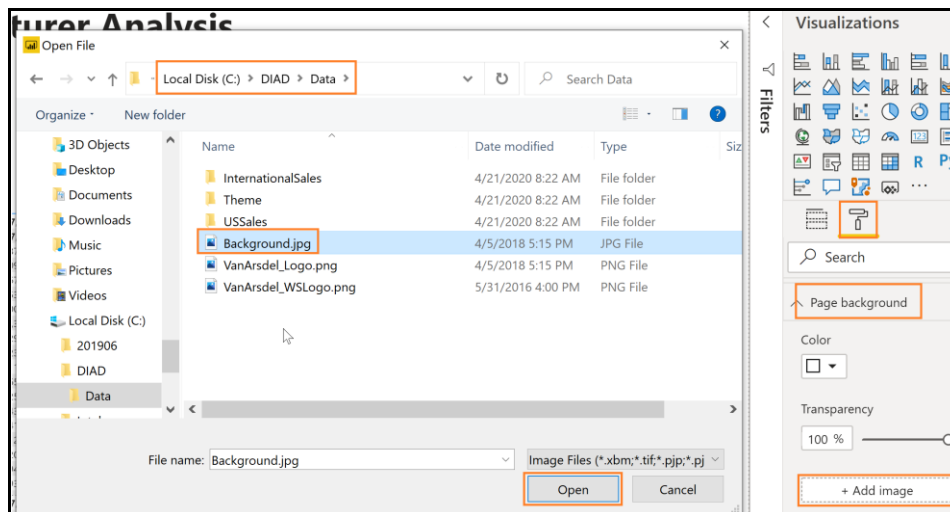 turer Analysis
Open File
Local Disk (C:) > DIAD > Data >
Search Data
Organize
New folder
3D Objects
Desktop
Documents
Downloads
Music
Pictures
Videos
Local Disk (C:)
201906
DIAD
Data
Name Date modified Type Siz
InternationalSales 4/21/2020 8:22 AM File folder
Theme 4/21/2020 8:22 AM File folder
USSales 4/21/2020 8:22 AM File folder
Background.jpg 4/5/2018 5:15 PM JPG File
VanArsdel_Logo.png 4/5/2018 5:15 PM PNG File
VanArsdel_WSLogo.png 5/31/2016 4:00 PM PNG File
File name: Background.jpg
Image Files (*.xbm;*.tif;*.pjp;*.pj
Open
Cancel
Filters
Visualizations
123
R
Search
Page background
Color
Transparency
100 %
+ Add image